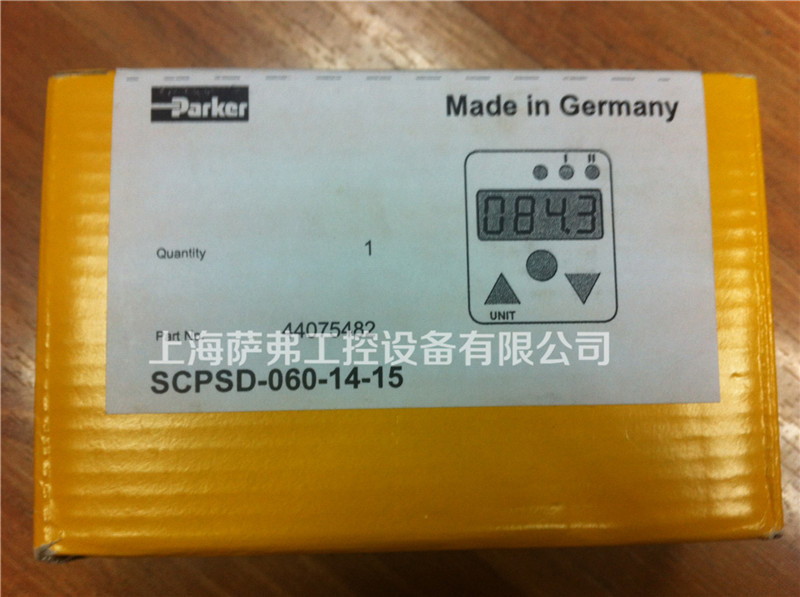 Parker
Made in Germany
I II
084.3
UNIT
Quantity 1
Part No. 44075482
上海萨弗工控设备有限公司
SCPSD-060-14-15